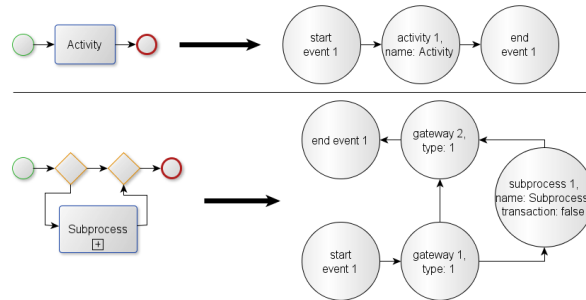 Activity
start
event 1
activity 1,
name: Activity
end
event 1
Subprocess
end event 1
gateway 2,
type: 1
subprocess 1,
name: Subprocess
transaction: false
start
event 1
gateway 1,
type: 1